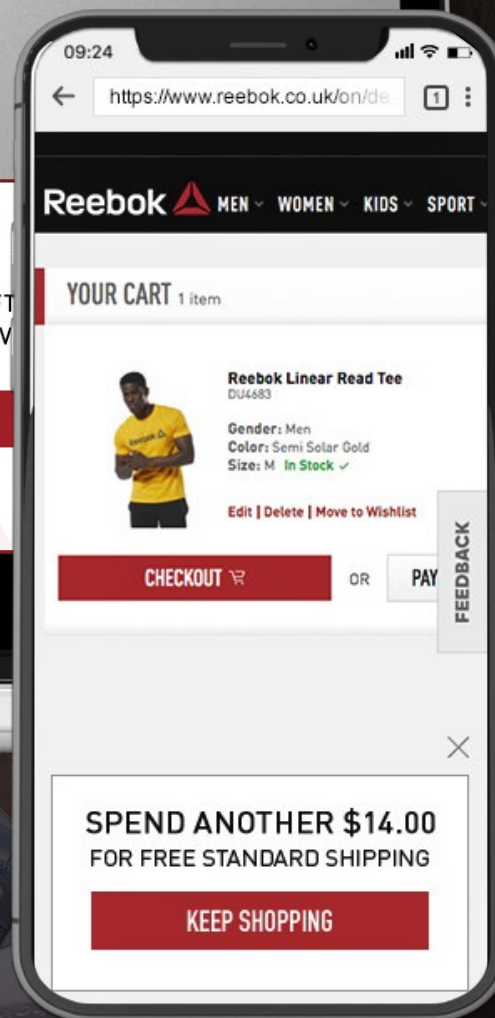 09:24
https://www.reebok.co.uk/on/de
1
Reebok MEN WOMEN KIDS SPORT
YOUR CART 1 item
Reebok Linear Read Tee
DU4683
Gender: Men
Color: Semi Solar Gold
Size: M In Stock ✓
Edit | Delete | Move to Wishlist
CHECKOUT OR PAY
FEEDBACK
SPEND ANOTHER $14.00
FOR FREE STANDARD SHIPPING
KEEP SHOPPING